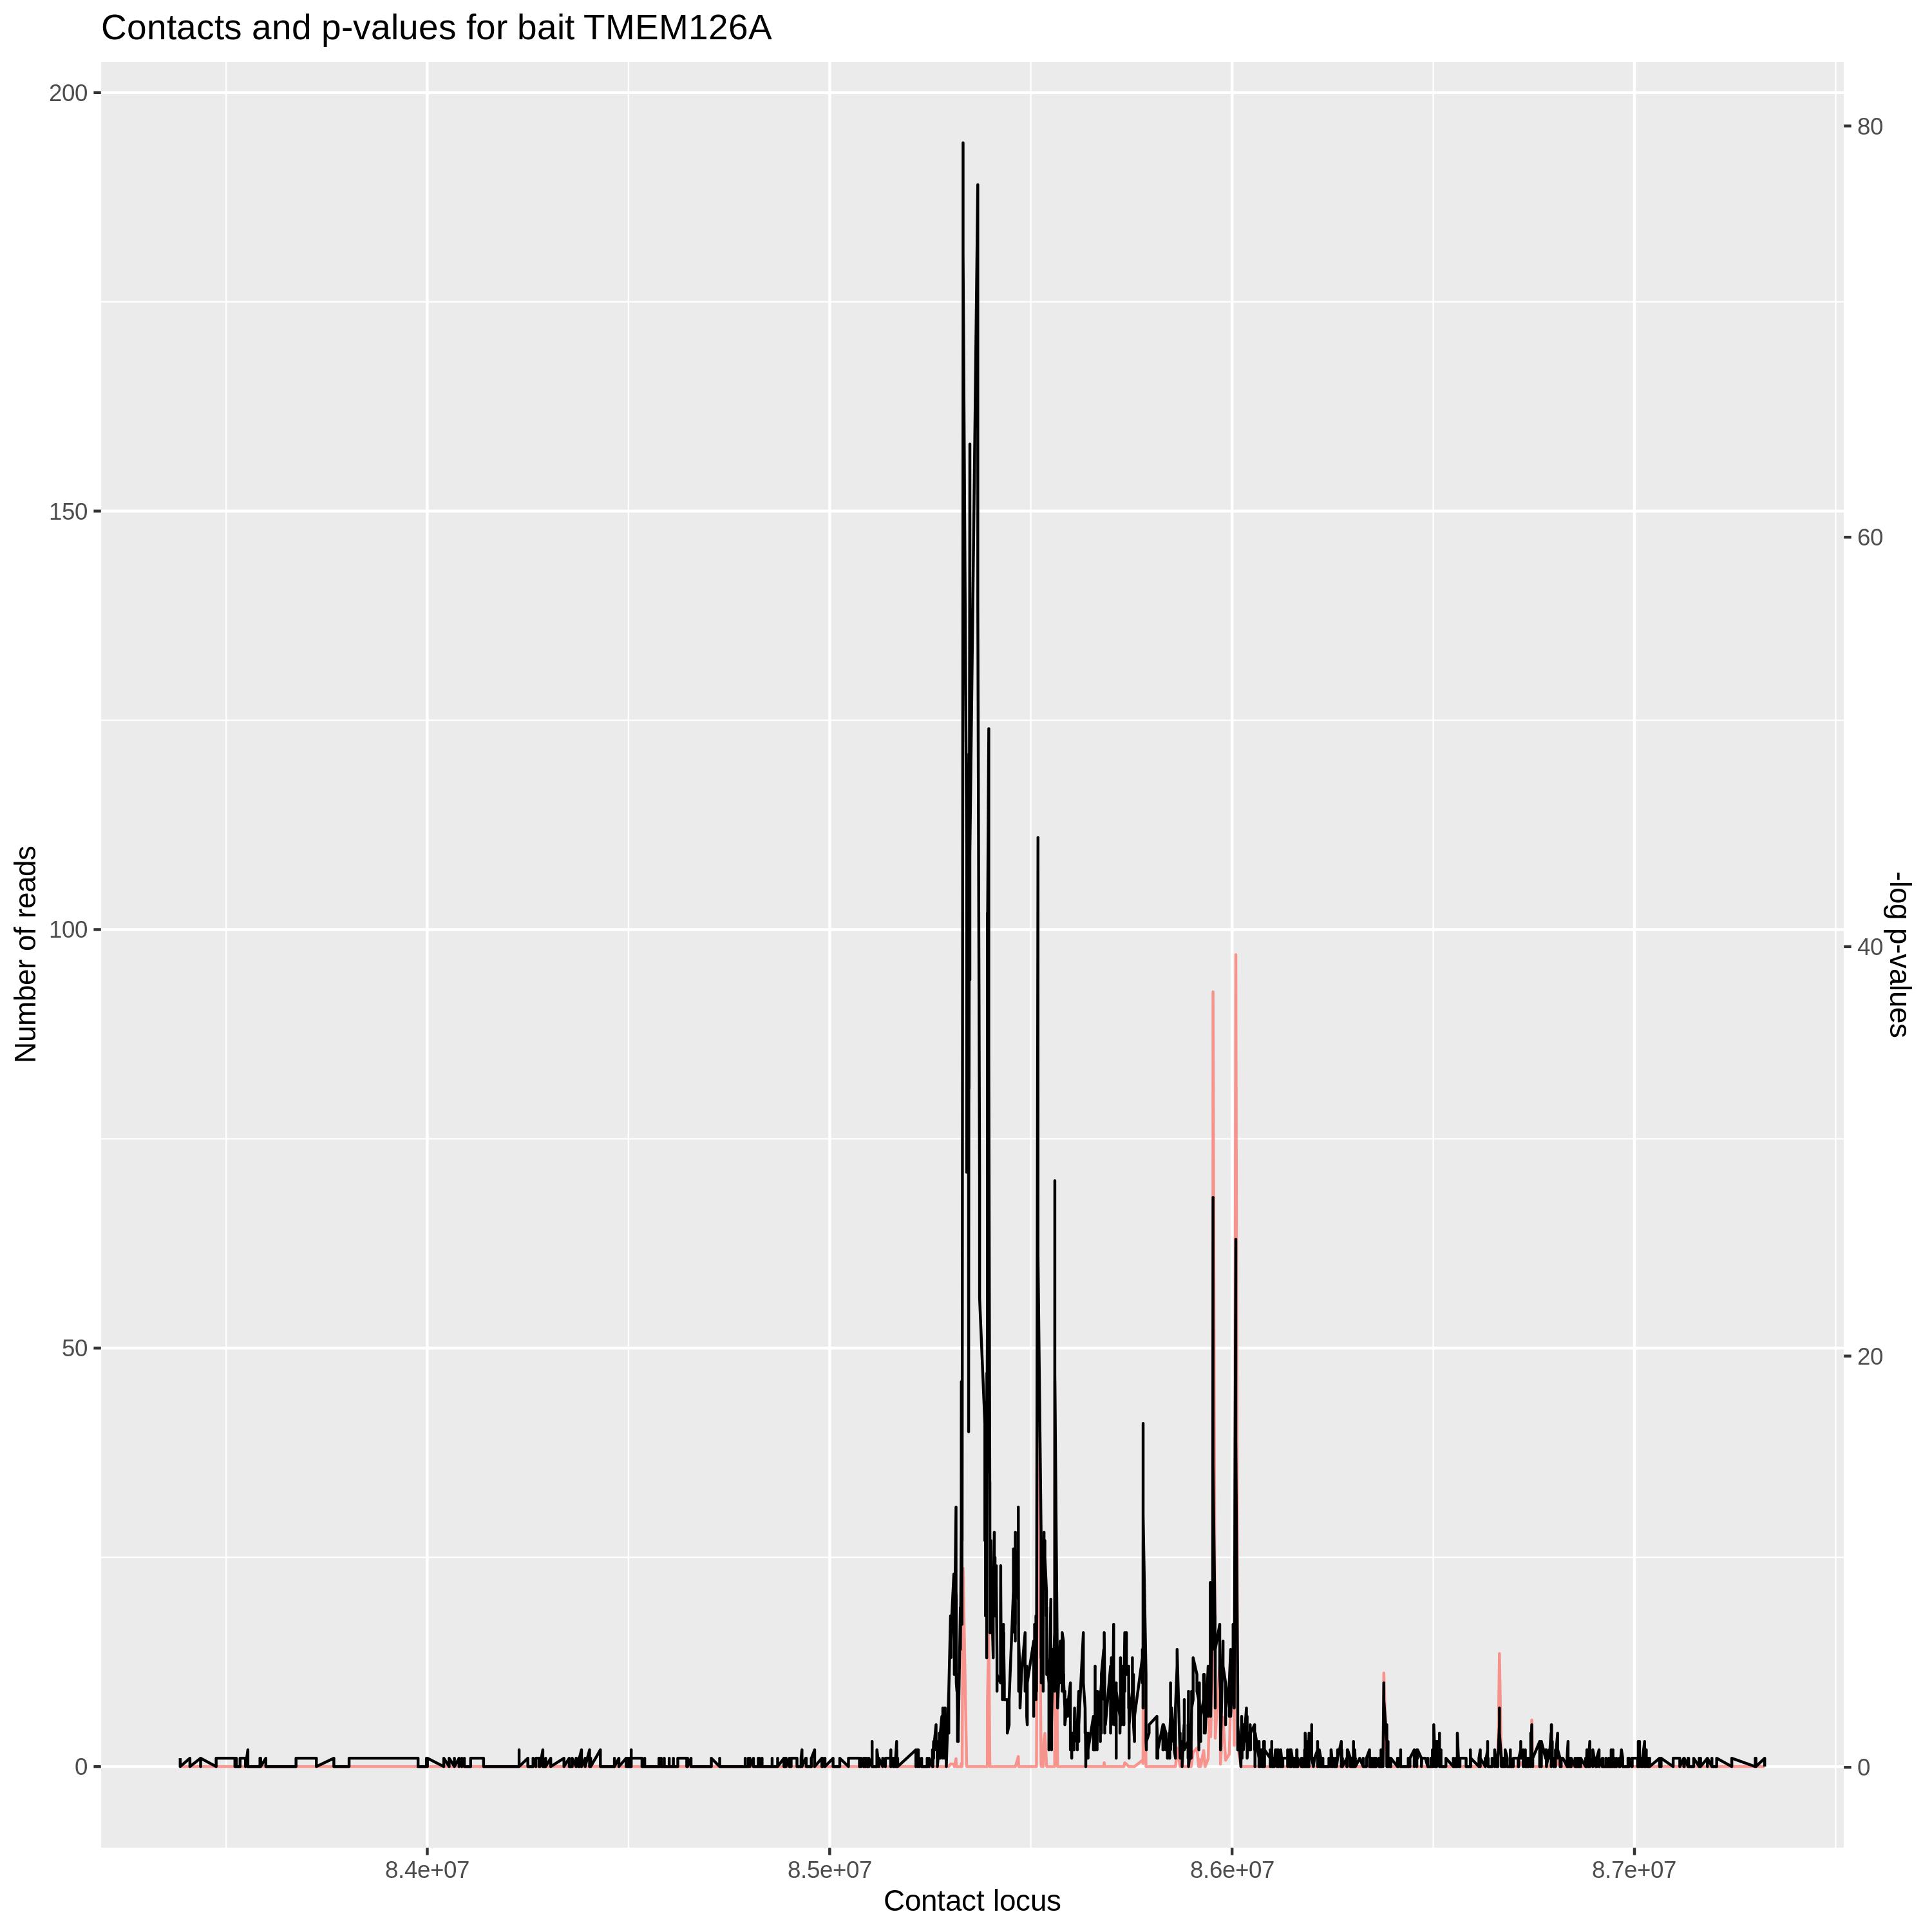 Contacts and p-values for bait TMEM126A
200
150
100
50
0
Number of reads
80
60
40
20
0
-log p-values
8.4e+07
8.5e+07
8.6e+07
8.7e+07
Contact locus